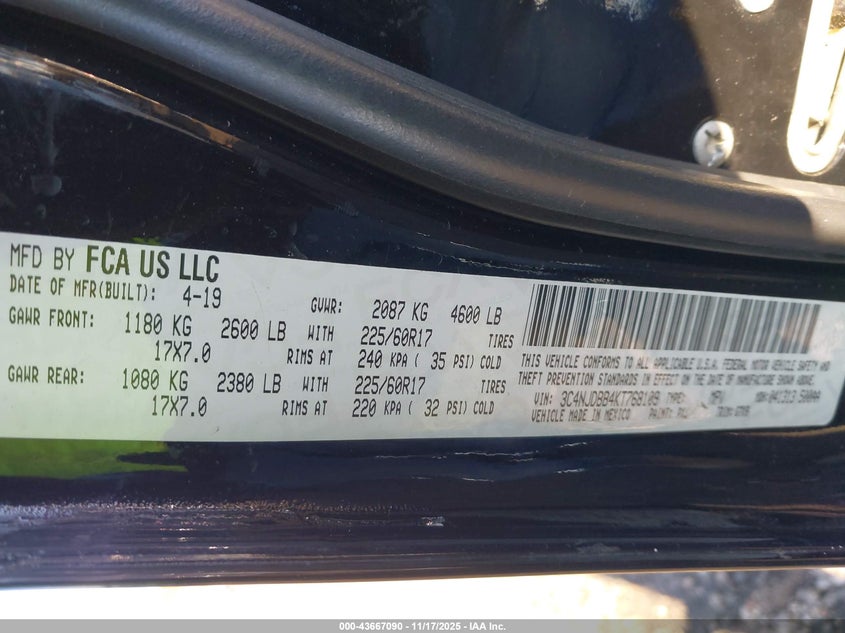 MFD BY FCA US LLC
DATE OF MFR(BUILT): 4-19 GVWR: 2087 KG 4600 LB
GAWR FRONT: 1180 KG 2600 LB WITH 225/60R17 TIRES
17X7.0 RIMS AT 240 KPA ( 35 PSI) COLD
GAWR REAR: 1080 KG 2380 LB WITH 225/60R17 TIRES
17X7.0 RIMS AT 220 KPA ( 32 PSI) COLD
THIS VEHICLE CONFORMS TO ALL APPLICABLE U.S.A. FEDERAL MOTOR VEHICLE SAFETY AND
THEFT PREVENTION STANDARDS IN EFFECT ON THE DATE OF MANUFACTURE SHOWN ABOVE.
VIN: 3C4NJDBB4KT768109 TYPE: MPV
VEHICLE MADE IN MEXICO PAINT: TRIM:
000-43667090 - 11/17/2025 - IAA Inc.